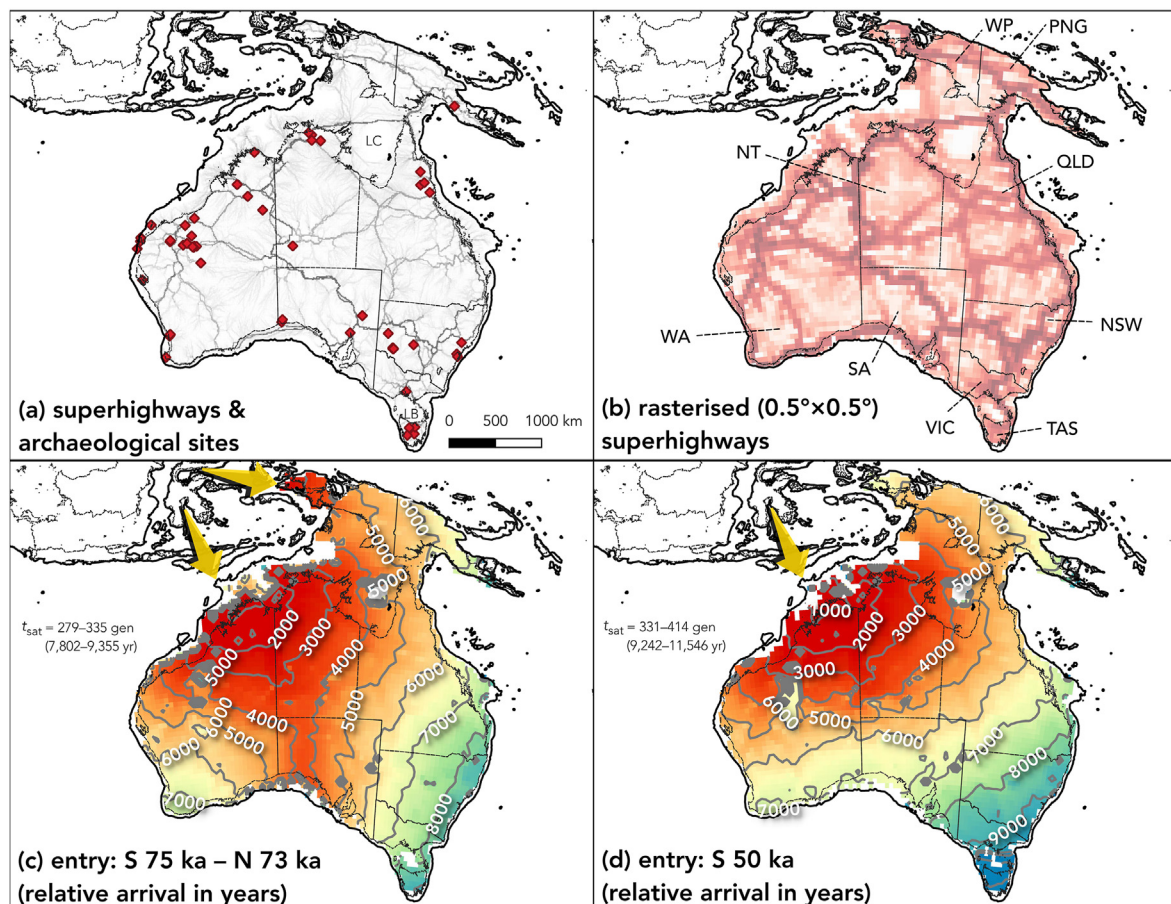 LC
LB
0 500 1000 km
(a) superhighways &
archaeological sites
WP
PNG
NT
QLD
WA
SA
NSW
VIC
TAS
(b) rasterised (0.5°×0.5°)
superhighways
5000
6000
5000
2000
3000
4000
5000
6000
4000
5000
6000
5000
6000
7000
7000
8000
t_sat = 279–335 gen
(7,802–9,355 yr)
(c) entry: S 75 ka – N 73 ka
(relative arrival in years)
5000
6000
5000
1000
2000
3000
4000
3000
6000
5000
6000
7000
8000
7000
9000
t_sat = 331–414 gen
(9,242–11,546 yr)
(d) entry: S 50 ka
(relative arrival in years)